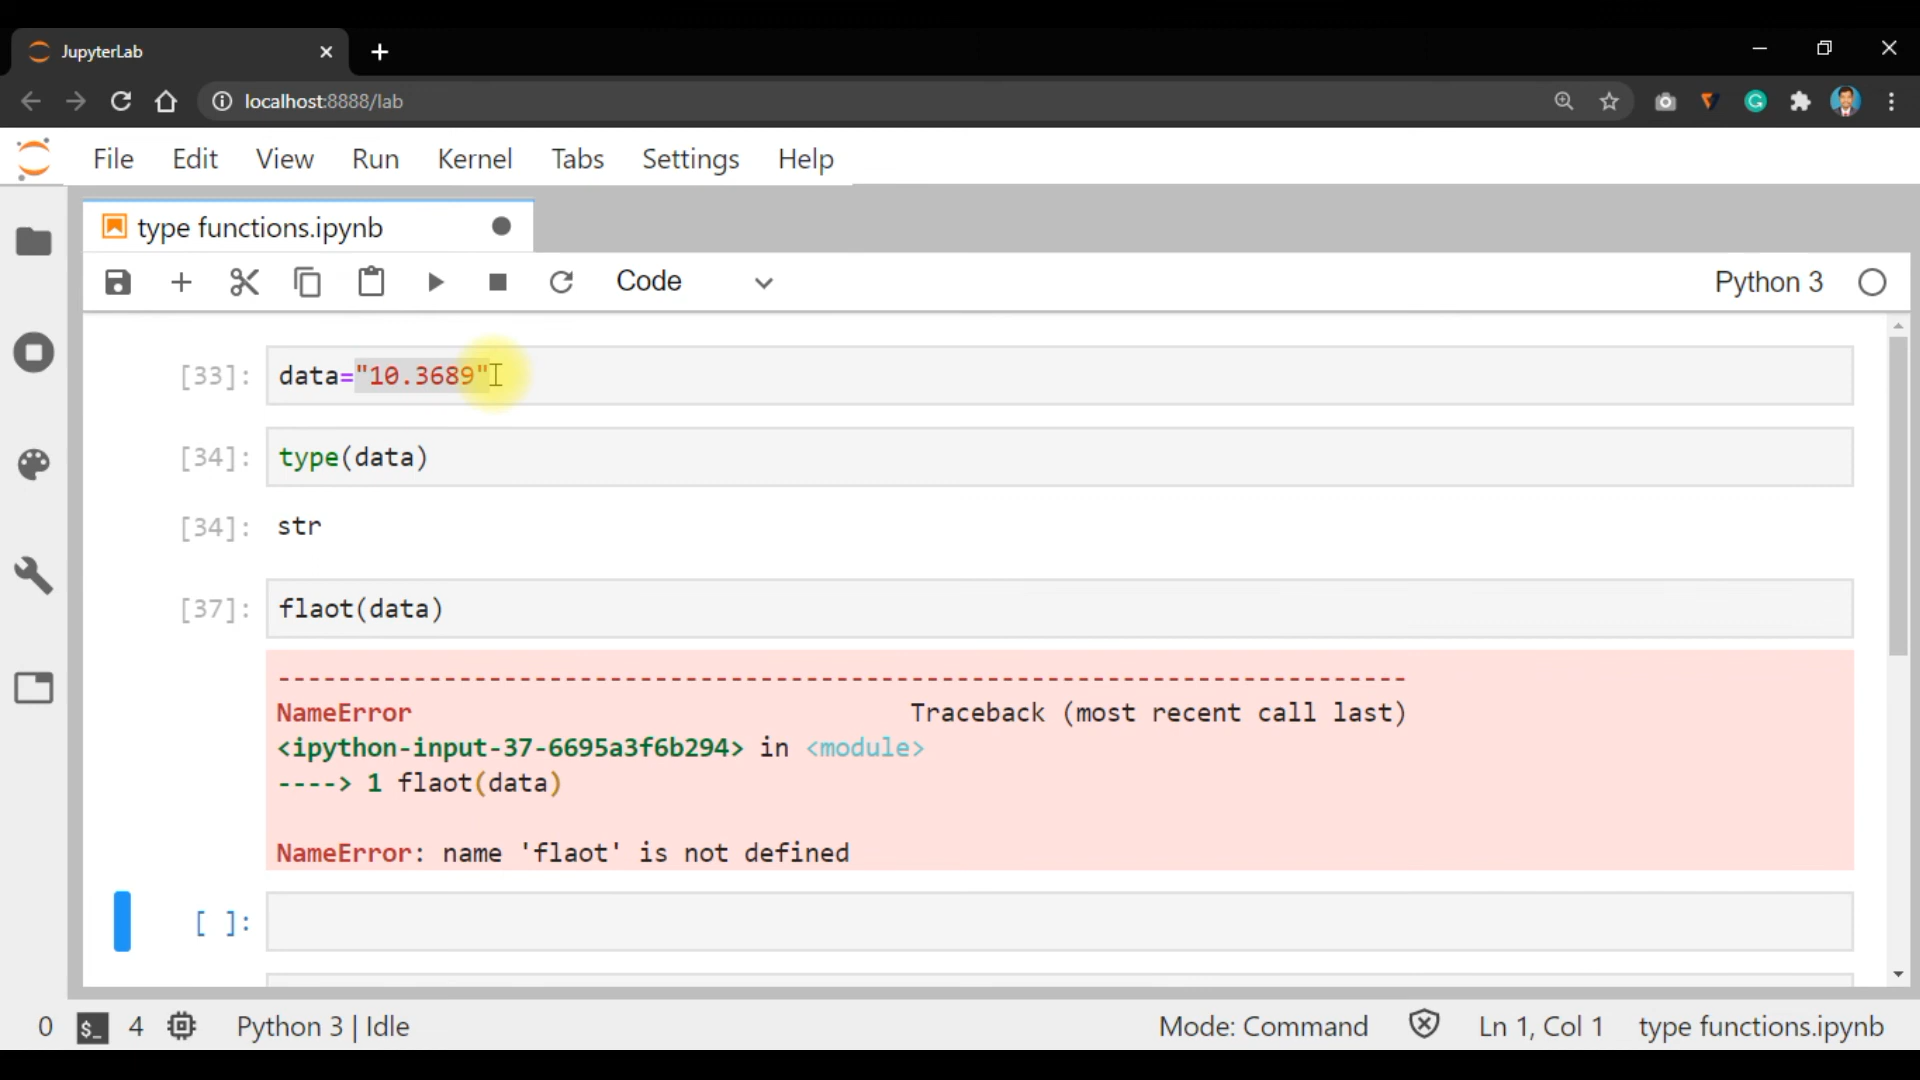 JupyterLab
localhost:8888/lab
File Edit View Run Kernel Tabs Settings Help
type functions.ipynb
Code Python 3
[33]: data="10.3689"
[34]: type(data)
[34]: str
[37]: flaot(data)
---------------------------------------------------------------------------
NameError Traceback (most recent call last)
<ipython-input-37-6695a3f6b294> in <module>
----> 1 flaot(data)
NameError: name 'flaot' is not defined
[ ]:
0 $_ 4 Python 3 | Idle Mode: Command Ln 1, Col 1 type functions.ipynb